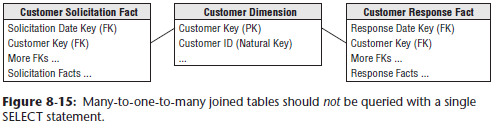 Customer Solicitation Fact
Solicitation Date Key (FK)
Customer Key (FK)
More FKs ...
Solicitation Facts ...
Customer Dimension
Customer Key (PK)
Customer ID (Natural Key)
...
Customer Response Fact
Response Date Key (FK)
Customer Key (FK)
More FKs ...
Response Facts ...
Figure 8-15: Many-to-one-to-many joined tables should not be queried with a single
SELECT statement.